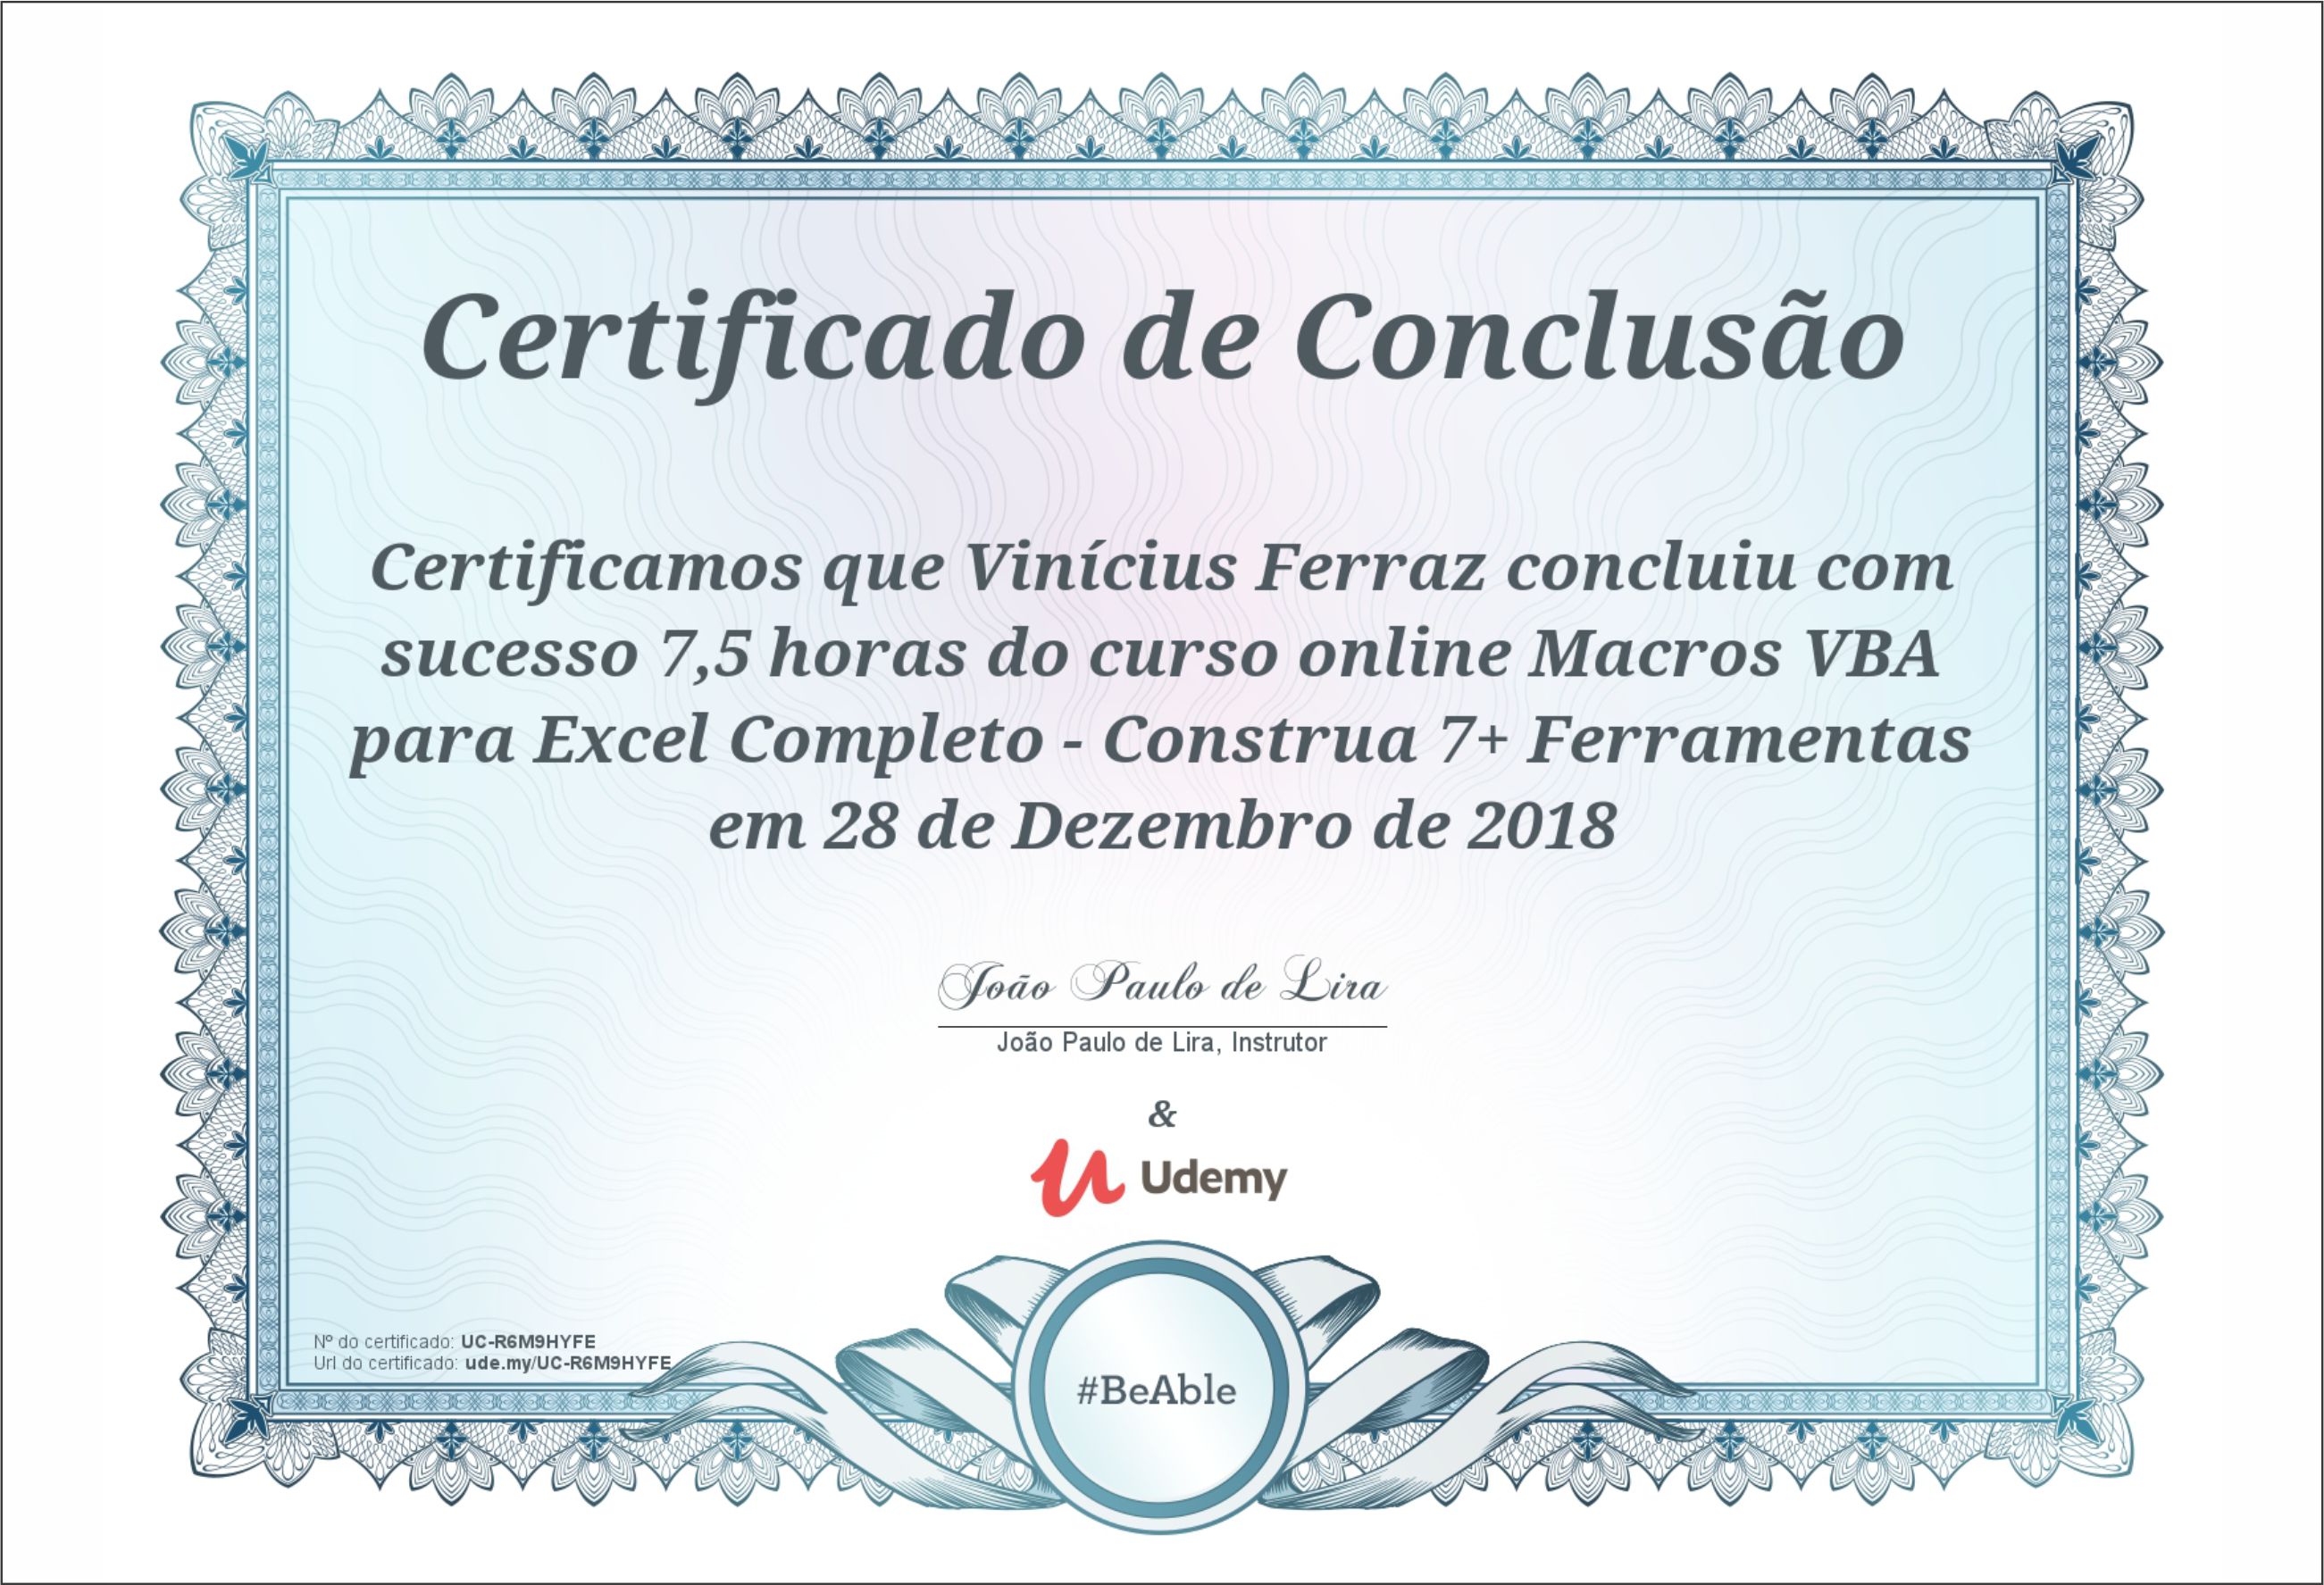 Certificado de Conclusão
Certificamos que Vinícius Ferraz concluiu com
sucesso 7,5 horas do curso online Macros VBA
para Excel Completo - Construa 7+ Ferramentas
em 28 de Dezembro de 2018
João Paulo de Lira
João Paulo de Lira, Instrutor
&
Udemy
Nº do certificado: UC-R6M9HYFE
Url do certificado: ude.my/UC-R6M9HYFE
#BeAble